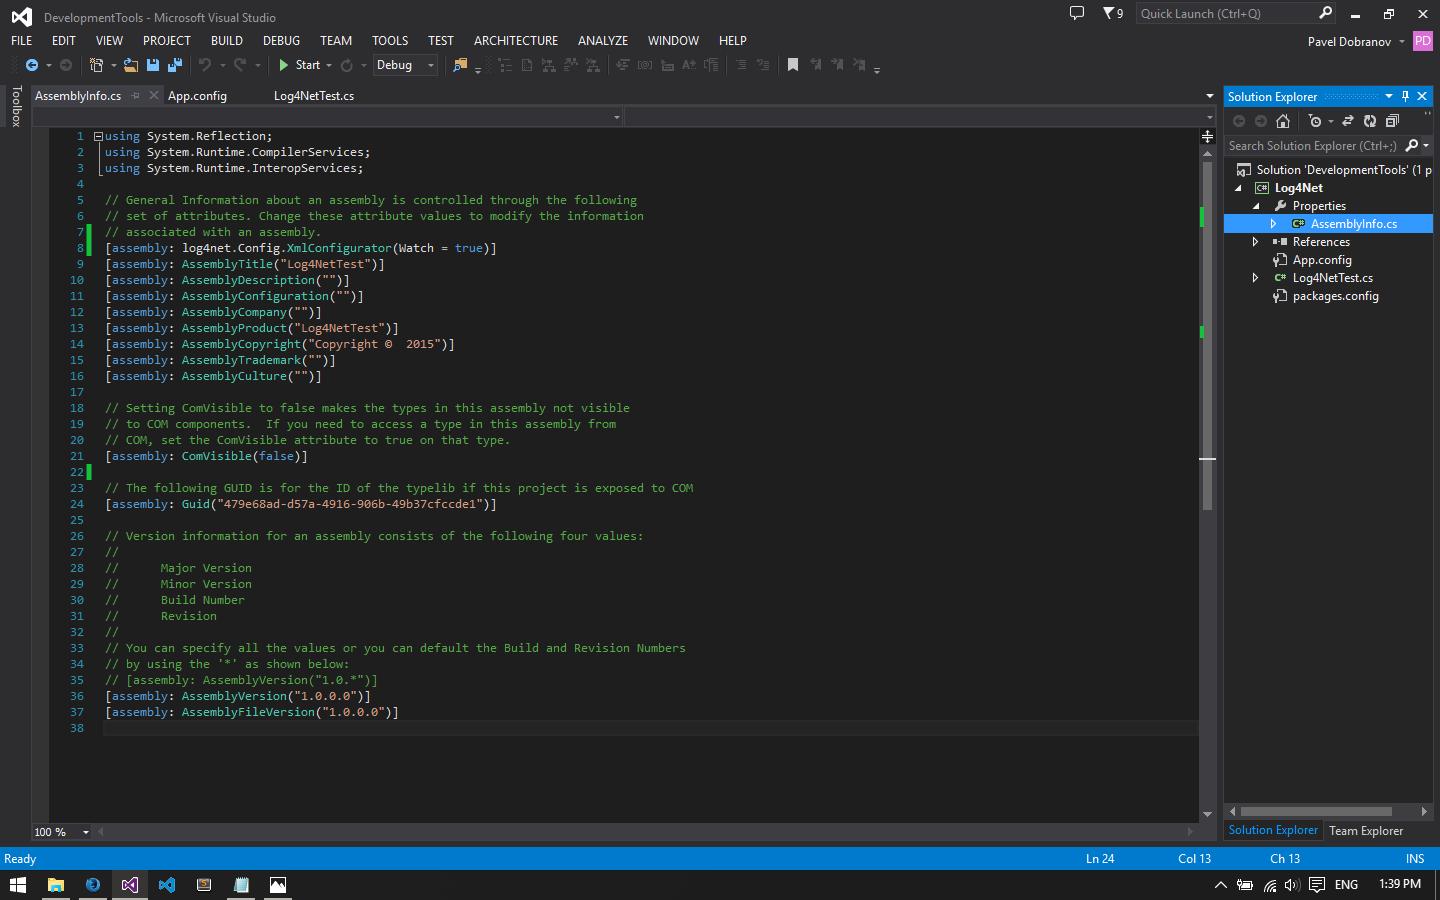 DevelopmentTools - Microsoft Visual Studio
9
Quick Launch (Ctrl+Q)
FILE EDIT VIEW PROJECT BUILD DEBUG TEAM TOOLS TEST ARCHITECTURE ANALYZE WINDOW HELP
Pavel Dobranov PD
Start Debug
Toolbox
AssemblyInfo.cs App.config Log4NetTest.cs
1 using System.Reflection;
2 using System.Runtime.CompilerServices;
3 using System.Runtime.InteropServices;
4
5 // General Information about an assembly is controlled through the following
6 // set of attributes. Change these attribute values to modify the information
7 // associated with an assembly.
8 [assembly: log4net.Config.XmlConfigurator(Watch = true)]
9 [assembly: AssemblyTitle("Log4NetTest")]
10 [assembly: AssemblyDescription("")]
11 [assembly: AssemblyConfiguration("")]
12 [assembly: AssemblyCompany("")]
13 [assembly: AssemblyProduct("Log4NetTest")]
14 [assembly: AssemblyCopyright("Copyright ©  2015")]
15 [assembly: AssemblyTrademark("")]
16 [assembly: AssemblyCulture("")]
17
18 // Setting ComVisible to false makes the types in this assembly not visible
19 // to COM components.  If you need to access a type in this assembly from
20 // COM, set the ComVisible attribute to true on that type.
21 [assembly: ComVisible(false)]
22
23 // The following GUID is for the ID of the typelib if this project is exposed to COM
24 [assembly: Guid("479e68ad-d57a-4916-906b-49b37cfccde1")]
25
26 // Version information for an assembly consists of the following four values:
27 //
28 //      Major Version
29 //      Minor Version
30 //      Build Number
31 //      Revision
32 //
33 // You can specify all the values or you can default the Build and Revision Numbers
34 // by using the '*' as shown below:
35 // [assembly: AssemblyVersion("1.0.*")]
36 [assembly: AssemblyVersion("1.0.0.0")]
37 [assembly: AssemblyFileVersion("1.0.0.0")]
38
100 %
Solution Explorer
Search Solution Explorer (Ctrl+;)
Solution 'DevelopmentTools' (1 p
C# Log4Net
Properties
C# AssemblyInfo.cs
References
App.config
C# Log4NetTest.cs
packages.config
Solution Explorer Team Explorer
Ready Ln 24 Col 13 Ch 13 INS
ENG 1:39 PM